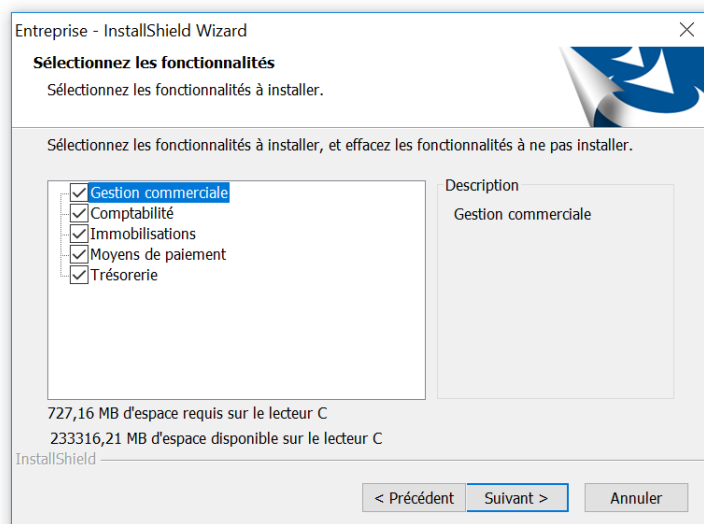 Entreprise - InstallShield Wizard
Sélectionnez les fonctionnalités
Sélectionnez les fonctionnalités à installer.
Sélectionnez les fonctionnalités à installer, et effacez les fonctionnalités à ne pas installer.
Gestion commerciale
Comptabilité
Immobilisations
Moyens de paiement
Trésorerie
Description
Gestion commerciale
727,16 MB d'espace requis sur le lecteur C
233316,21 MB d'espace disponible sur le lecteur C
InstallShield
< Précédent
Suivant >
Annuler